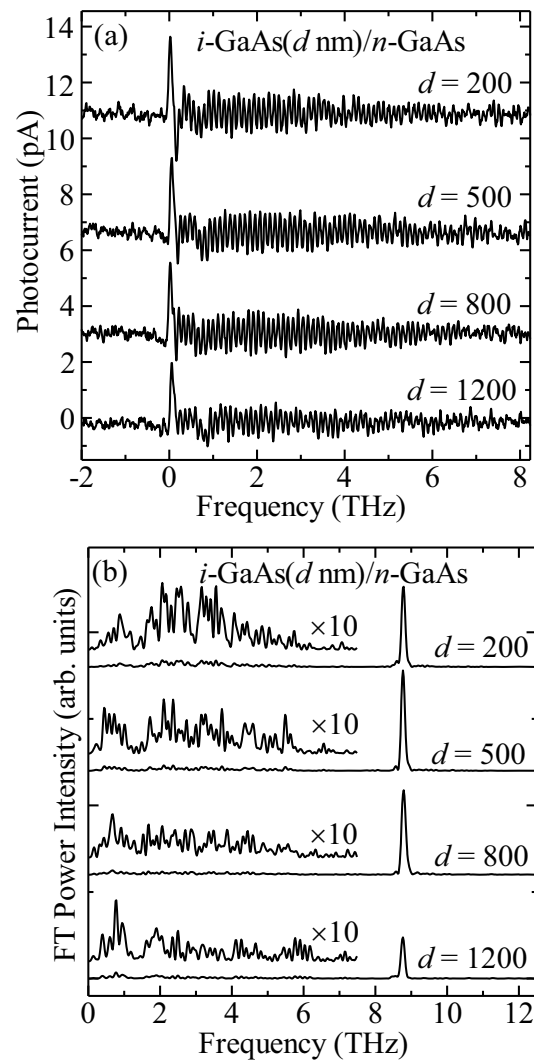 (a) i-GaAs(d nm)/n-GaAs
14
12
10
8
6
4
2
0
Photocurrent (pA)
d = 200
d = 500
d = 800
d = 1200
-2 0 2 4 6 8
Frequency (THz)
(b) i-GaAs(d nm)/n-GaAs
FT Power Intensity (arb. units)
×10
d = 200
×10
d = 500
×10
d = 800
×10
d = 1200
0 2 4 6 8 10 12
Frequency (THz)